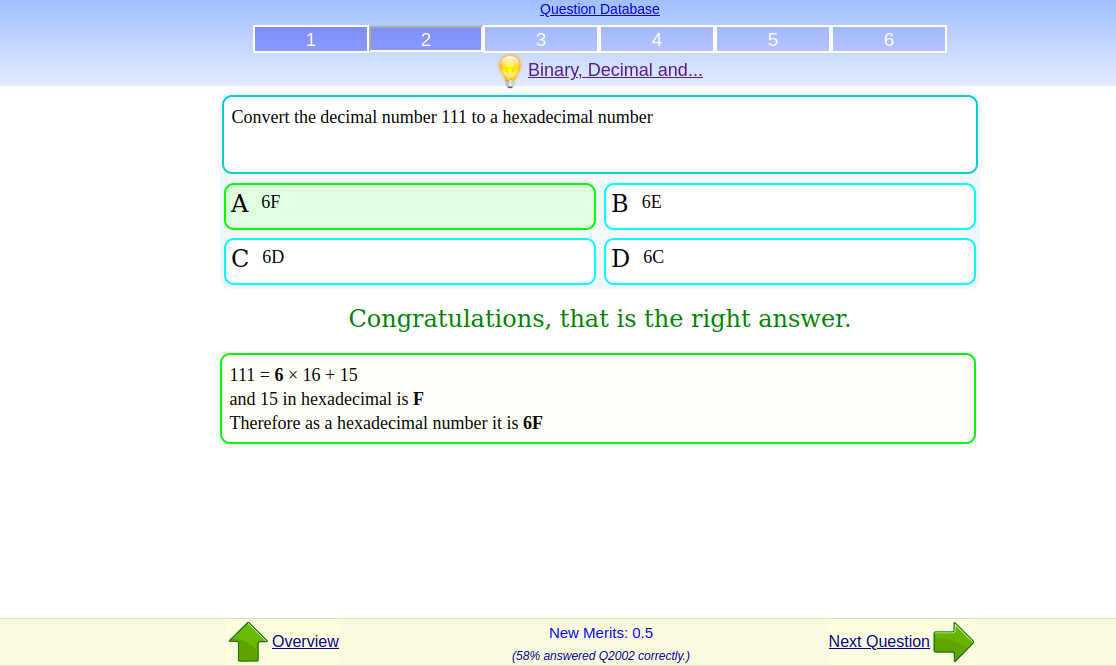 Question Database
1 2 3 4 5 6
Binary, Decimal and...
Convert the decimal number 111 to a hexadecimal number
A 6F
B 6E
C 6D
D 6C
Congratulations, that is the right answer.
111 = 6 × 16 + 15
and 15 in hexadecimal is F
Therefore as a hexadecimal number it is 6F
Overview
New Merits: 0.5
(58% answered Q2002 correctly.)
Next Question